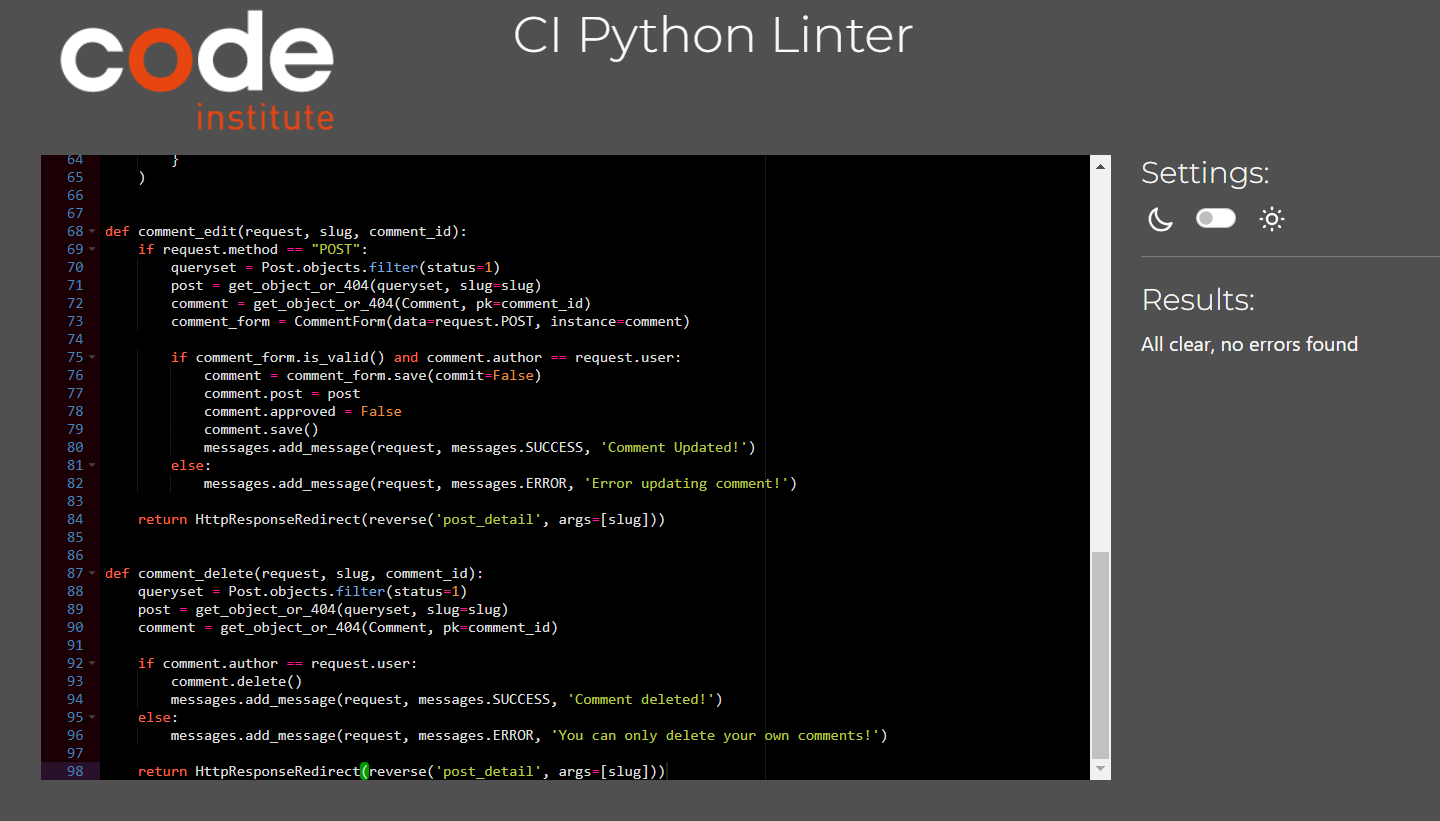 code
institute
CI Python Linter
64 }
65 )
66
67
68 def comment_edit(request, slug, comment_id):
69 if request.method == "POST":
70 queryset = Post.objects.filter(status=1)
71 post = get_object_or_404(queryset, slug=slug)
72 comment = get_object_or_404(Comment, pk=comment_id)
73 comment_form = CommentForm(data=request.POST, instance=comment)
74
75 if comment_form.is_valid() and comment.author == request.user:
76 comment = comment_form.save(commit=False)
77 comment.post = post
78 comment.approved = False
79 comment.save()
80 messages.add_message(request, messages.SUCCESS, 'Comment Updated!')
81 else:
82 messages.add_message(request, messages.ERROR, 'Error updating comment!')
83
84 return HttpResponseRedirect(reverse('post_detail', args=[slug]))
85
86
87 def comment_delete(request, slug, comment_id):
88 queryset = Post.objects.filter(status=1)
89 post = get_object_or_404(queryset, slug=slug)
90 comment = get_object_or_404(Comment, pk=comment_id)
91
92 if comment.author == request.user:
93 comment.delete()
94 messages.add_message(request, messages.SUCCESS, 'Comment deleted!')
95 else:
96 messages.add_message(request, messages.ERROR, 'You can only delete your own comments!')
97
98 return HttpResponseRedirect(reverse('post_detail', args=[slug]))
Settings:
Results:
All clear, no errors found